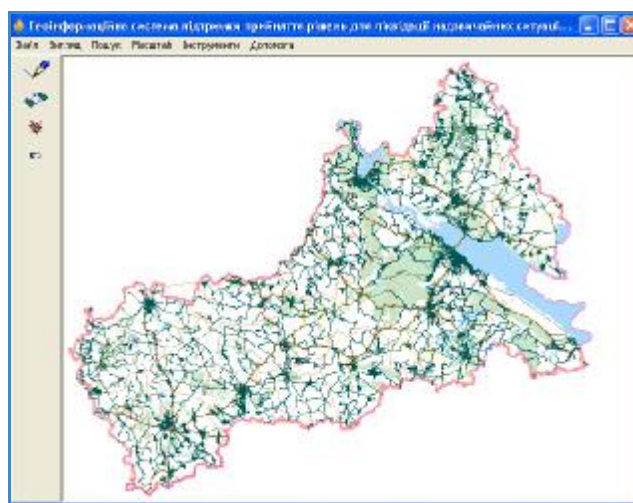 Геоінформаційна система підтримки прийняття рішень для ліквідації надзвичайних ситуаці...
Файл Вигляд Пошук Масштаб Інструменти Допомога